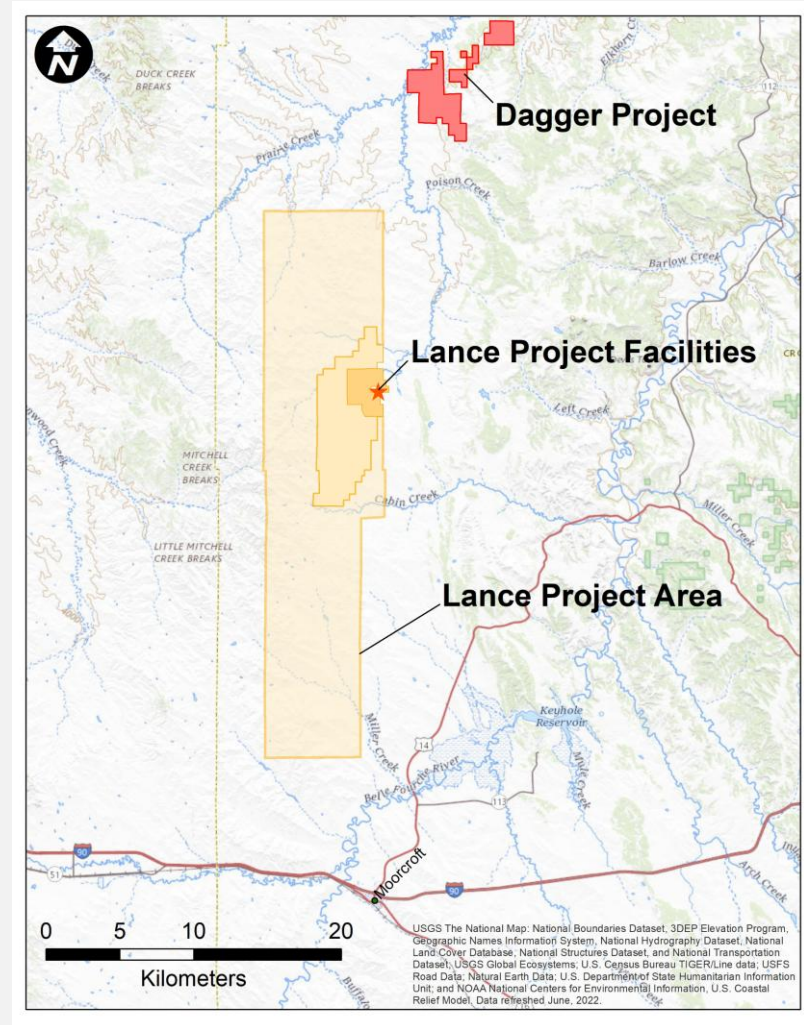 N
DUCK CREEK
BREAKS
Elkhorn
112
Dagger Project
Prairie Creek
Poison Creek
Barlow Creek
Lance Project Facilities
Left Creek
MITCHELL
CREEK
BREAKS
Cabin Creek
Miller Creek
LITTLE MITCHELL
CREEK BREAKS
Lance Project Area
Keyhole
Reservoir
Miller Creek
14
Mule Creek
Belle Fourche River
113
90
51
Moorcroft
90
Arch Creek
0 5 10 20
Kilometers
USGS The National Map: National Boundaries Dataset, 3DEP Elevation Program,
Geographic Names Information System, National Hydrography Dataset, National
Land Cover Database, National Structures Dataset, and National Transportation
Dataset; USGS Global Ecosystems; U.S. Census Bureau TIGER/Line data; USFS
Road Data; Natural Earth Data; U.S. Department of State Humanitarian Information
Unit; and NOAA National Centers for Environmental Information, U.S. Coastal
Relief Model. Data refreshed June, 2022.